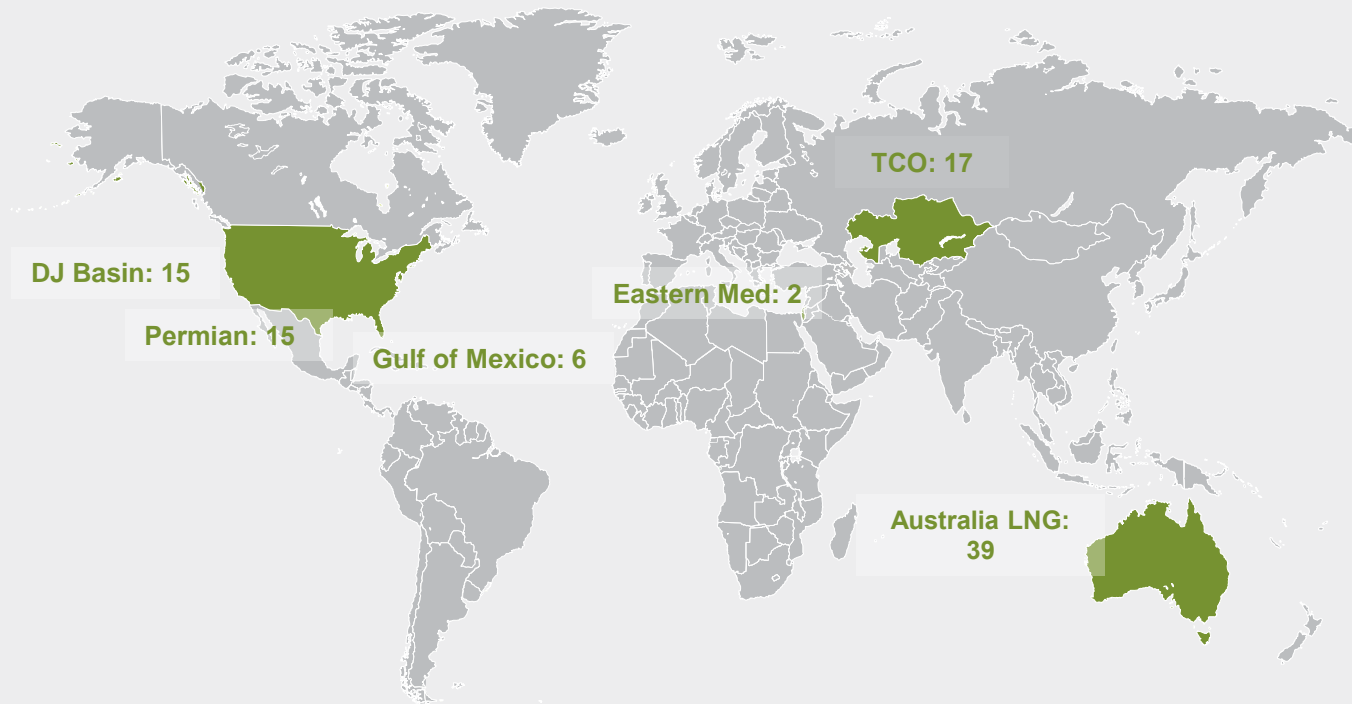 TCO: 17
DJ Basin: 15
Eastern Med: 2
Permian: 15
Gulf of Mexico: 6
Australia LNG:
39